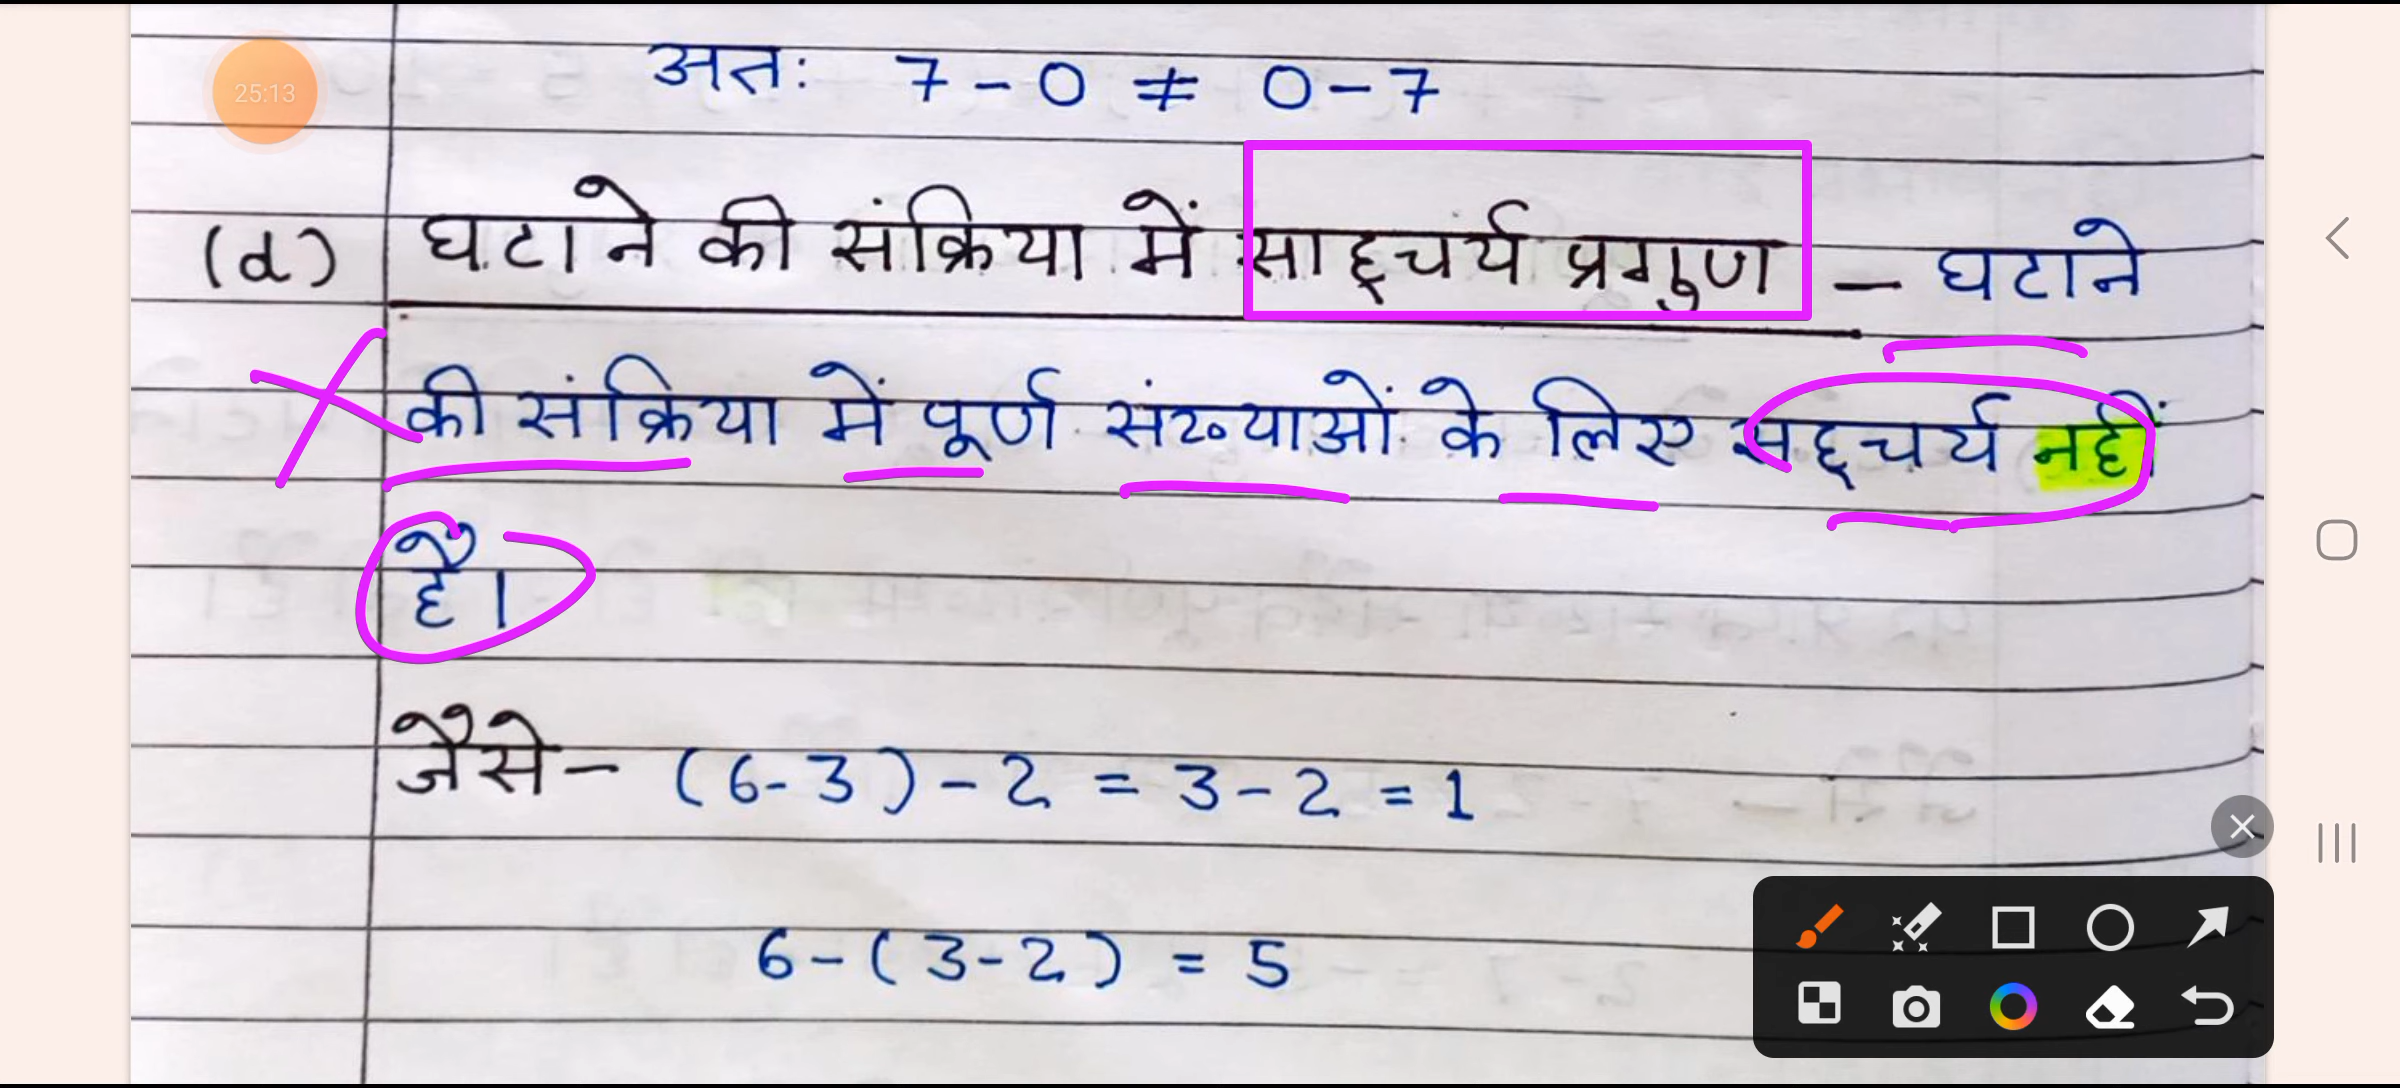 अतः 7 - 0 ≠ 0 - 7
25:13
(d) घटाने की संक्रिया में साहचर्य प्रगुण — घटाने
की संक्रिया में पूर्ण संख्याओं के लिए सहचर्य नहीं
है।
जैसे - (6-3) - 2 = 3 - 2 = 1
6 - (3-2) = 5